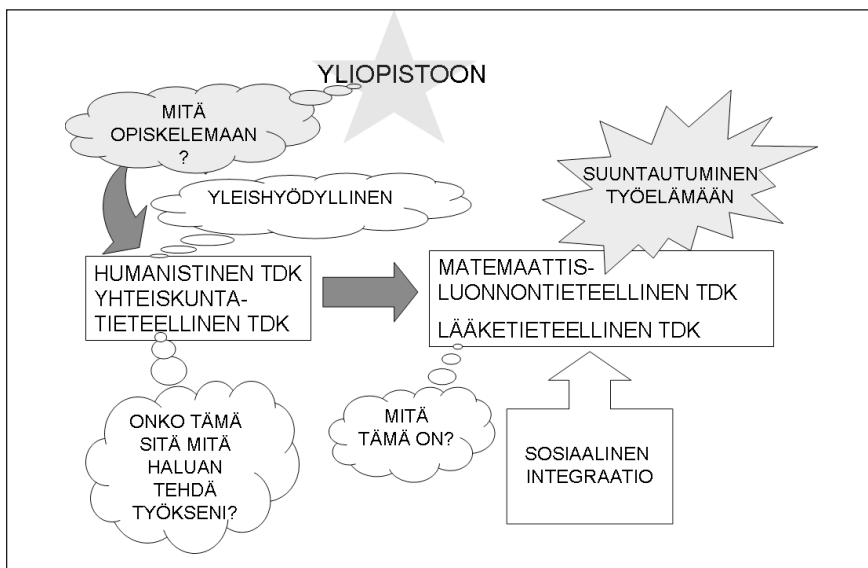 YLIOPISTOON
MITÄ
OPISKELEMAAN
?
YLEISHYÖDYLLINEN
SUUNTAUTUMINEN
TYÖELÄMÄÄN
HUMANISTINEN TDK
YHTEISKUNTA-
TIETEELLINEN TDK
MATEMAATTIS-
LUONNONTIETEELLINEN TDK
LÄÄKETIETEELLINEN TDK
ONKO TÄMÄ
SITÄ MITÄ
HALUAN
TEHDÄ
TYÖKSENI?
MITÄ
TÄMÄ ON?
SOSIAALINEN
INTEGRAATIO